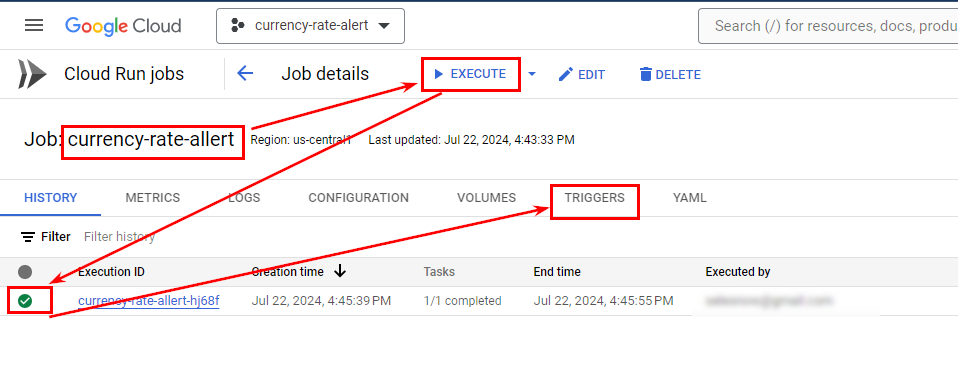 Google Cloud currency-rate-alert Search (/) for resources, docs, produ
Cloud Run jobs Job details EXECUTE EDIT DELETE
Job: currency-rate-allert Region: us-central1 Last updated: Jul 22, 2024, 4:43:33 PM
HISTORY METRICS LOGS CONFIGURATION VOLUMES TRIGGERS YAML
Filter Filter history
Execution ID Creation time Tasks End time Executed by
currency-rate-allert-hj68f Jul 22, 2024, 4:45:39 PM 1/1 completed Jul 22, 2024, 4:45:55 PM